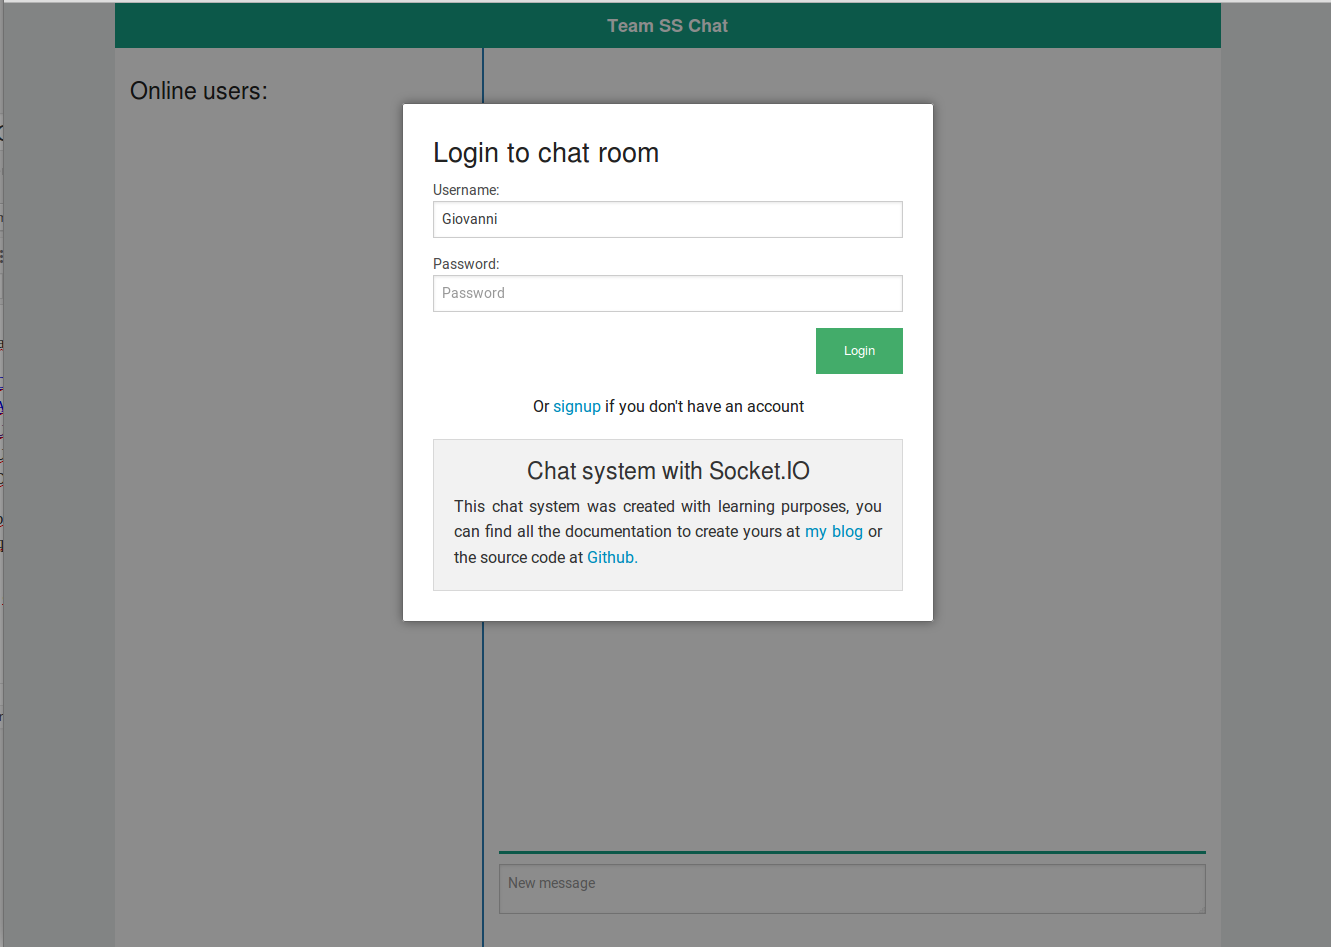 Team SS Chat
Online users:
Login to chat room
Username:
Giovanni
Password:
Password
Login
Or signup if you don't have an account
Chat system with Socket.IO
This chat system was created with learning purposes, you
can find all the documentation to create yours at my blog or
the source code at Github.
New message